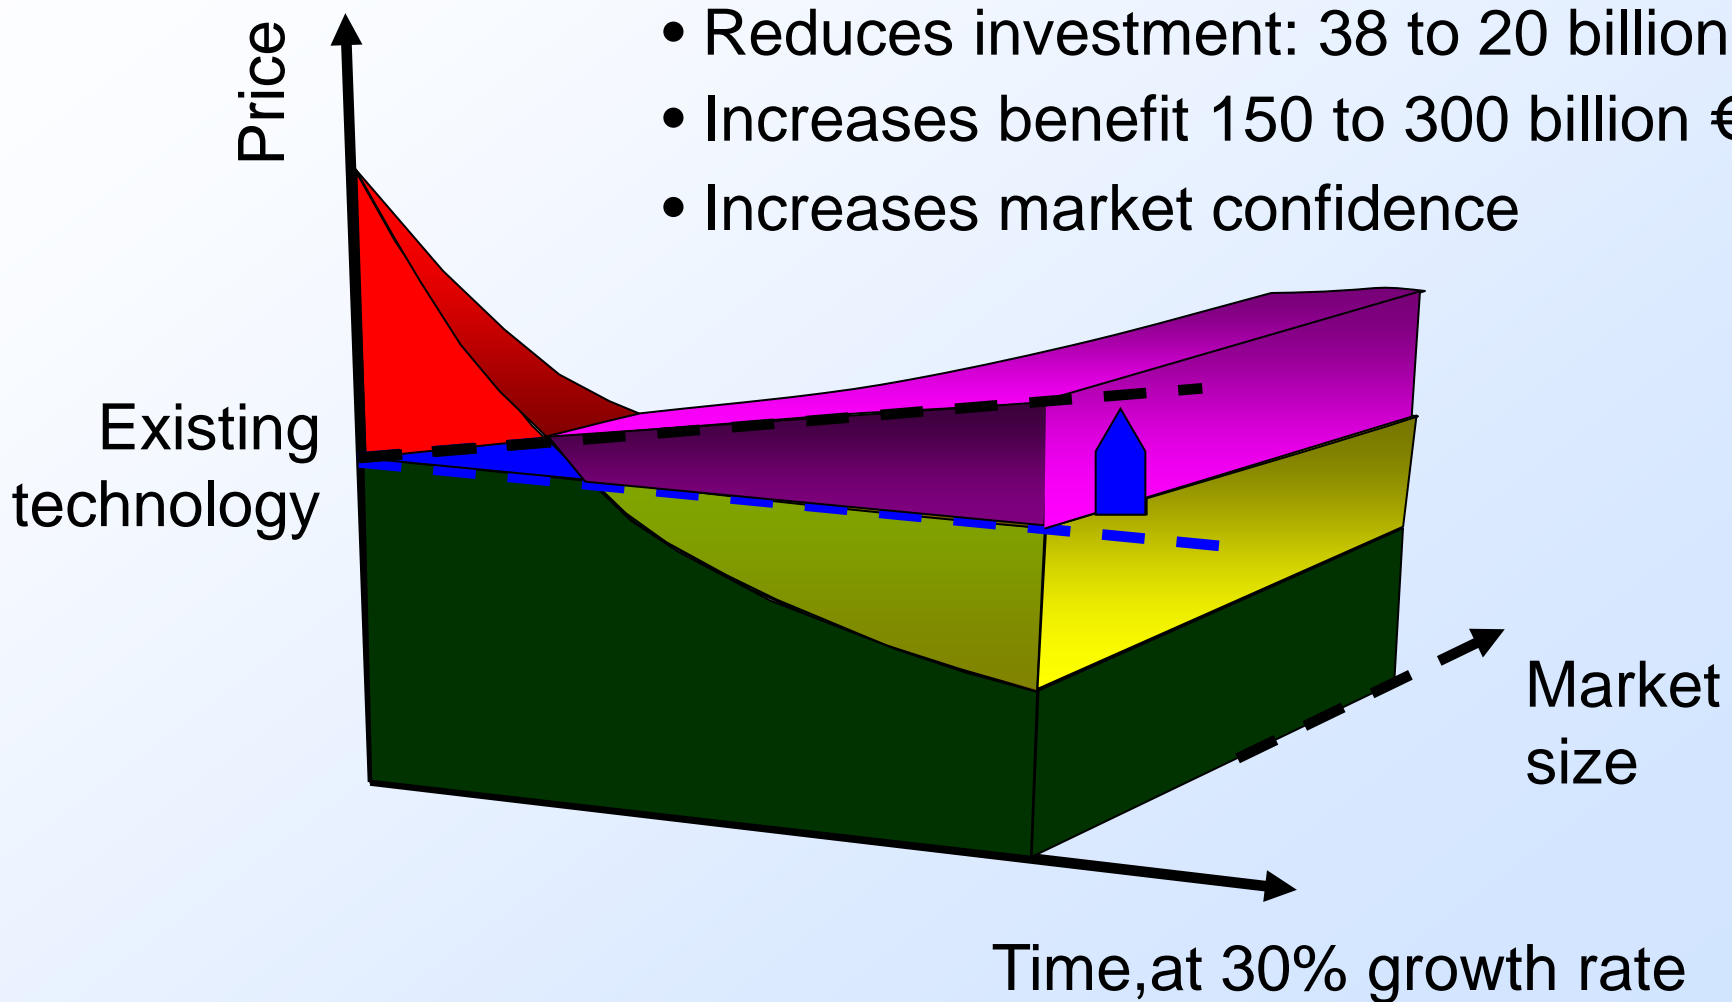 • Reduces investment: 38 to 20 billion
• Increases benefit 150 to 300 billion €
• Increases market confidence
Price
Existing
technology
Market
size
Time,at 30% growth rate